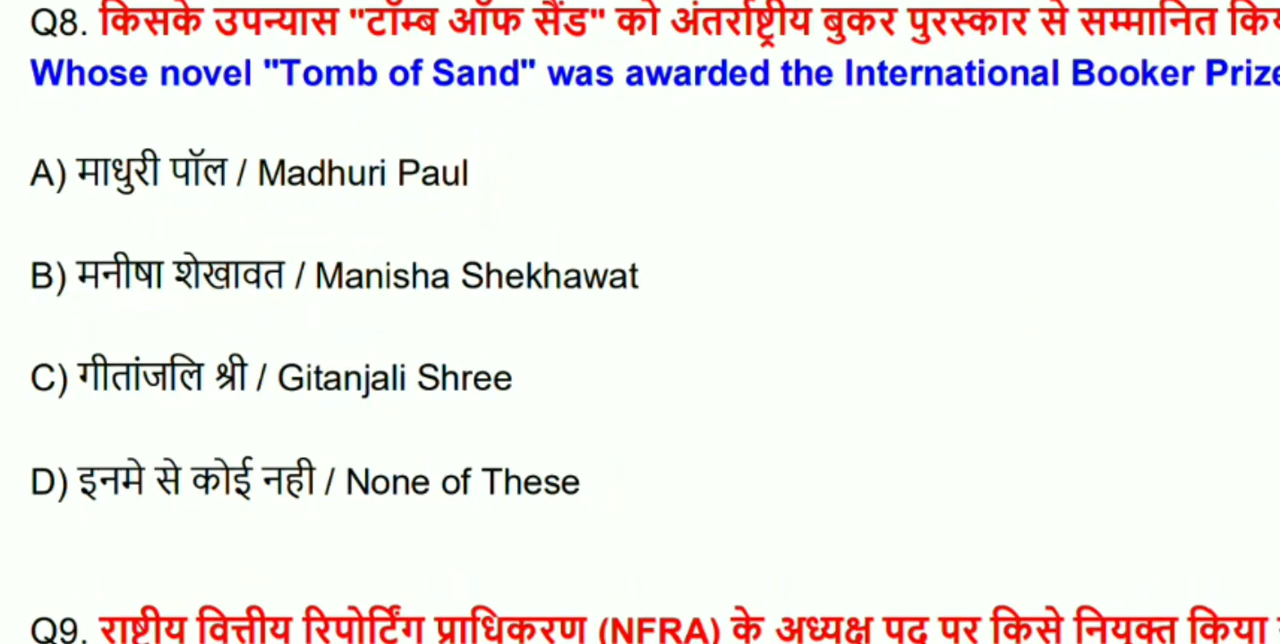 Q8. किसके उपन्यास "टॉम्ब ऑफ सैंड" को अंतर्राष्ट्रीय बुकर पुरस्कार से सम्मानित
Whose novel "Tomb of Sand" was awarded the International Booker Prize
A) माधुरी पॉल / Madhuri Paul
B) मनीषा शेखावत / Manisha Shekhawat
C) गीतांजलि श्री / Gitanjali Shree
D) इनमे से कोई नही / None of These
Q9. राष्ट्रीय वित्तीय रिपोर्टिंग प्राधिकरण (NFRA) के अध्यक्ष पद पर किसे नियुक्त किया